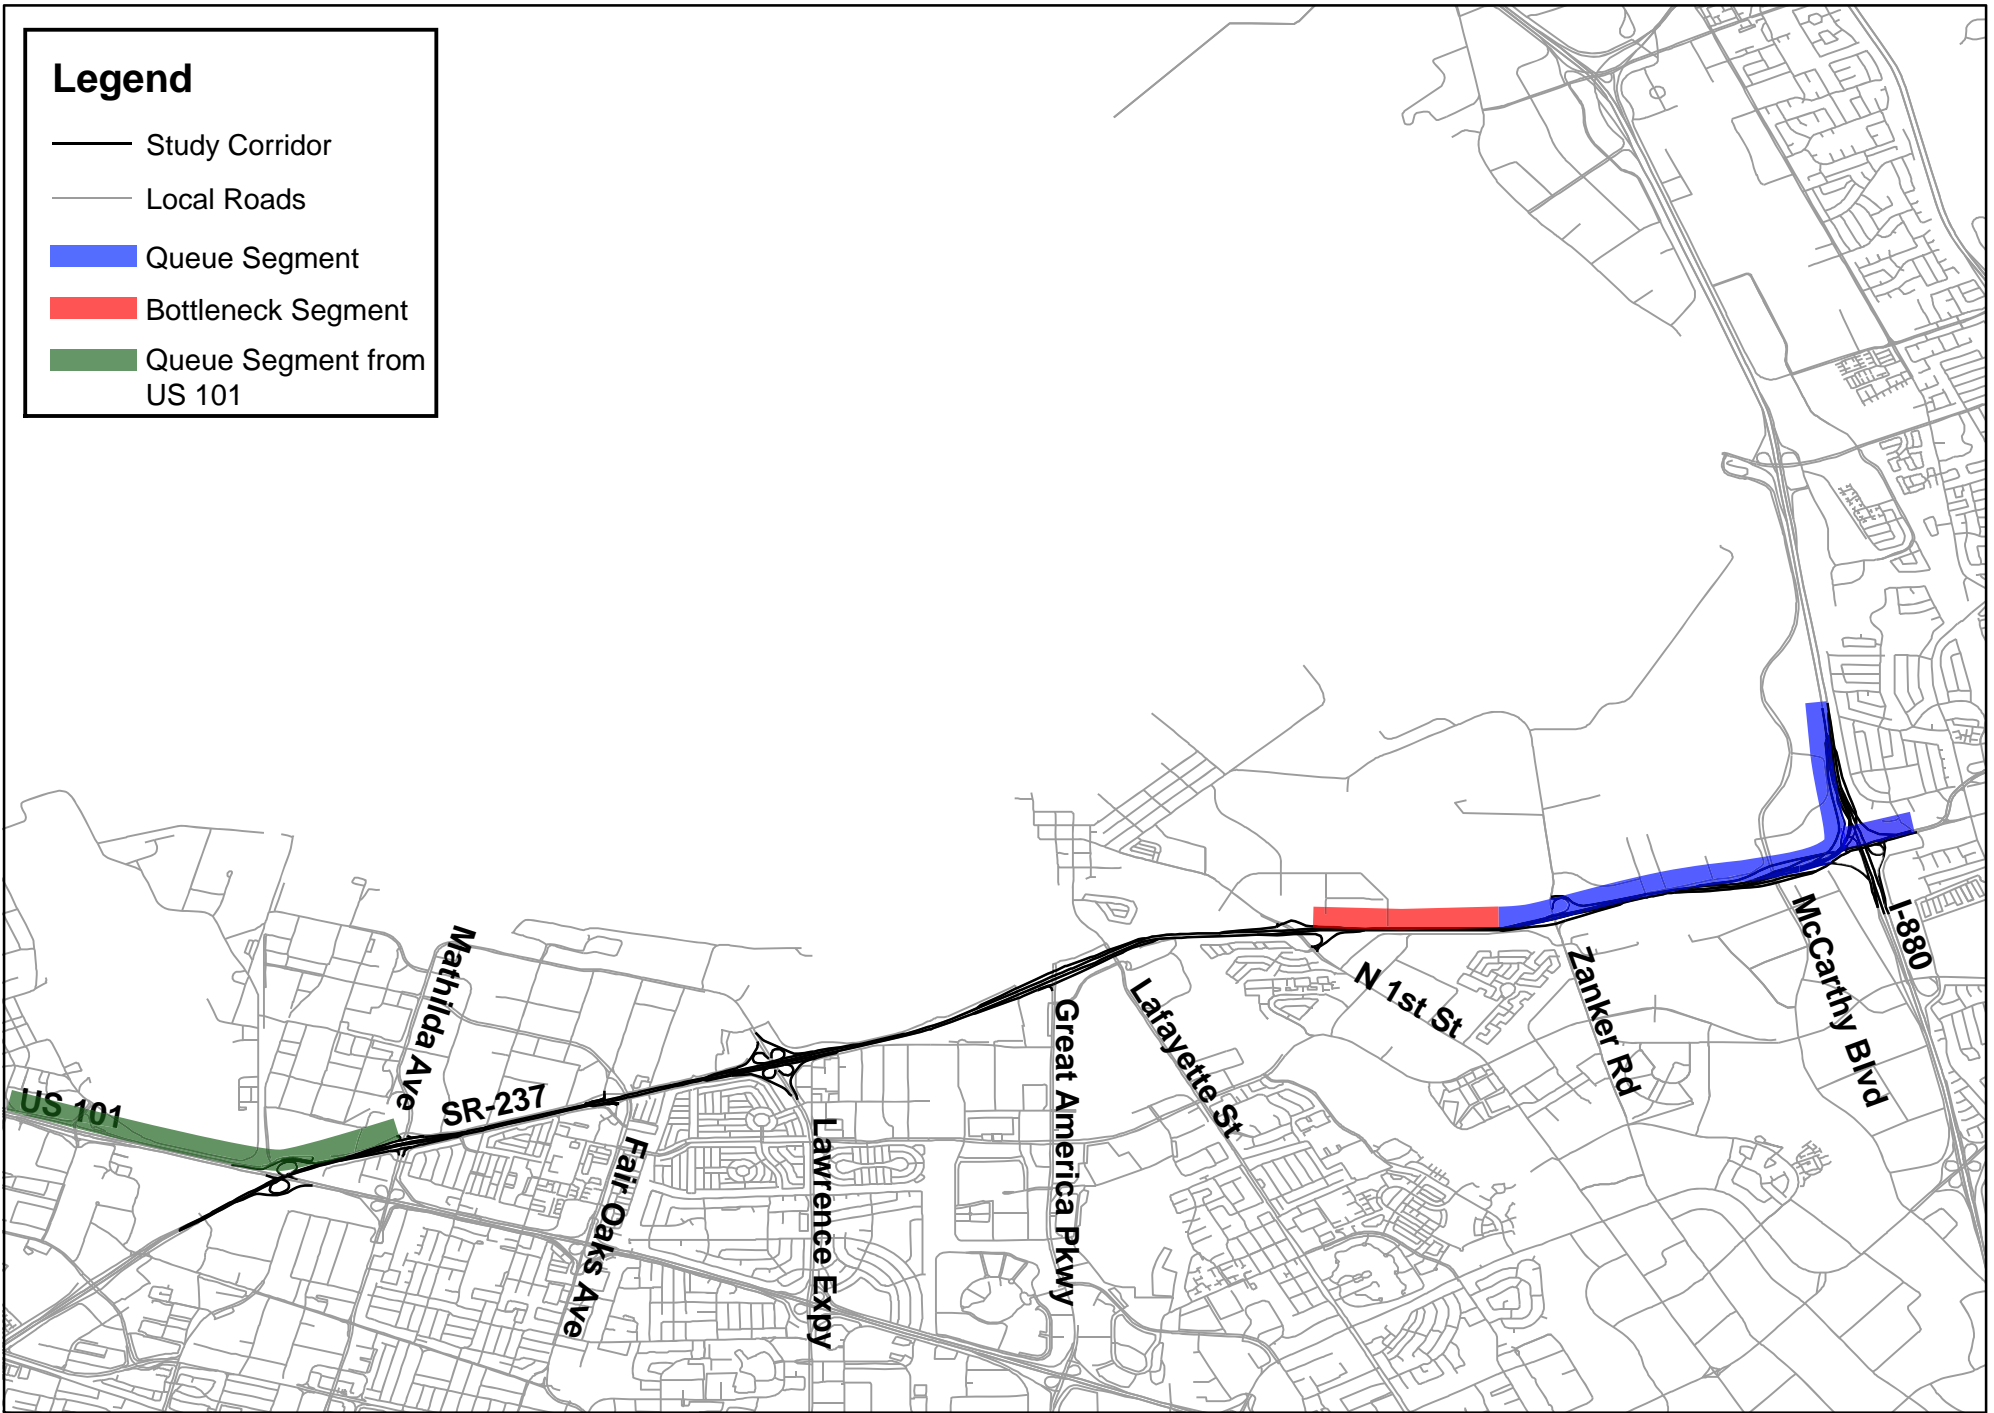 Legend
Study Corridor
Local Roads
Queue Segment
Bottleneck Segment
Queue Segment from
US 101
US 101
Mathilda Ave
SR-237
Fair Oaks Ave
Lawrence Expy
Great America Pkwy
Lafayette St
N 1st St
Zanker Rd
McCarthy Blvd
I-880